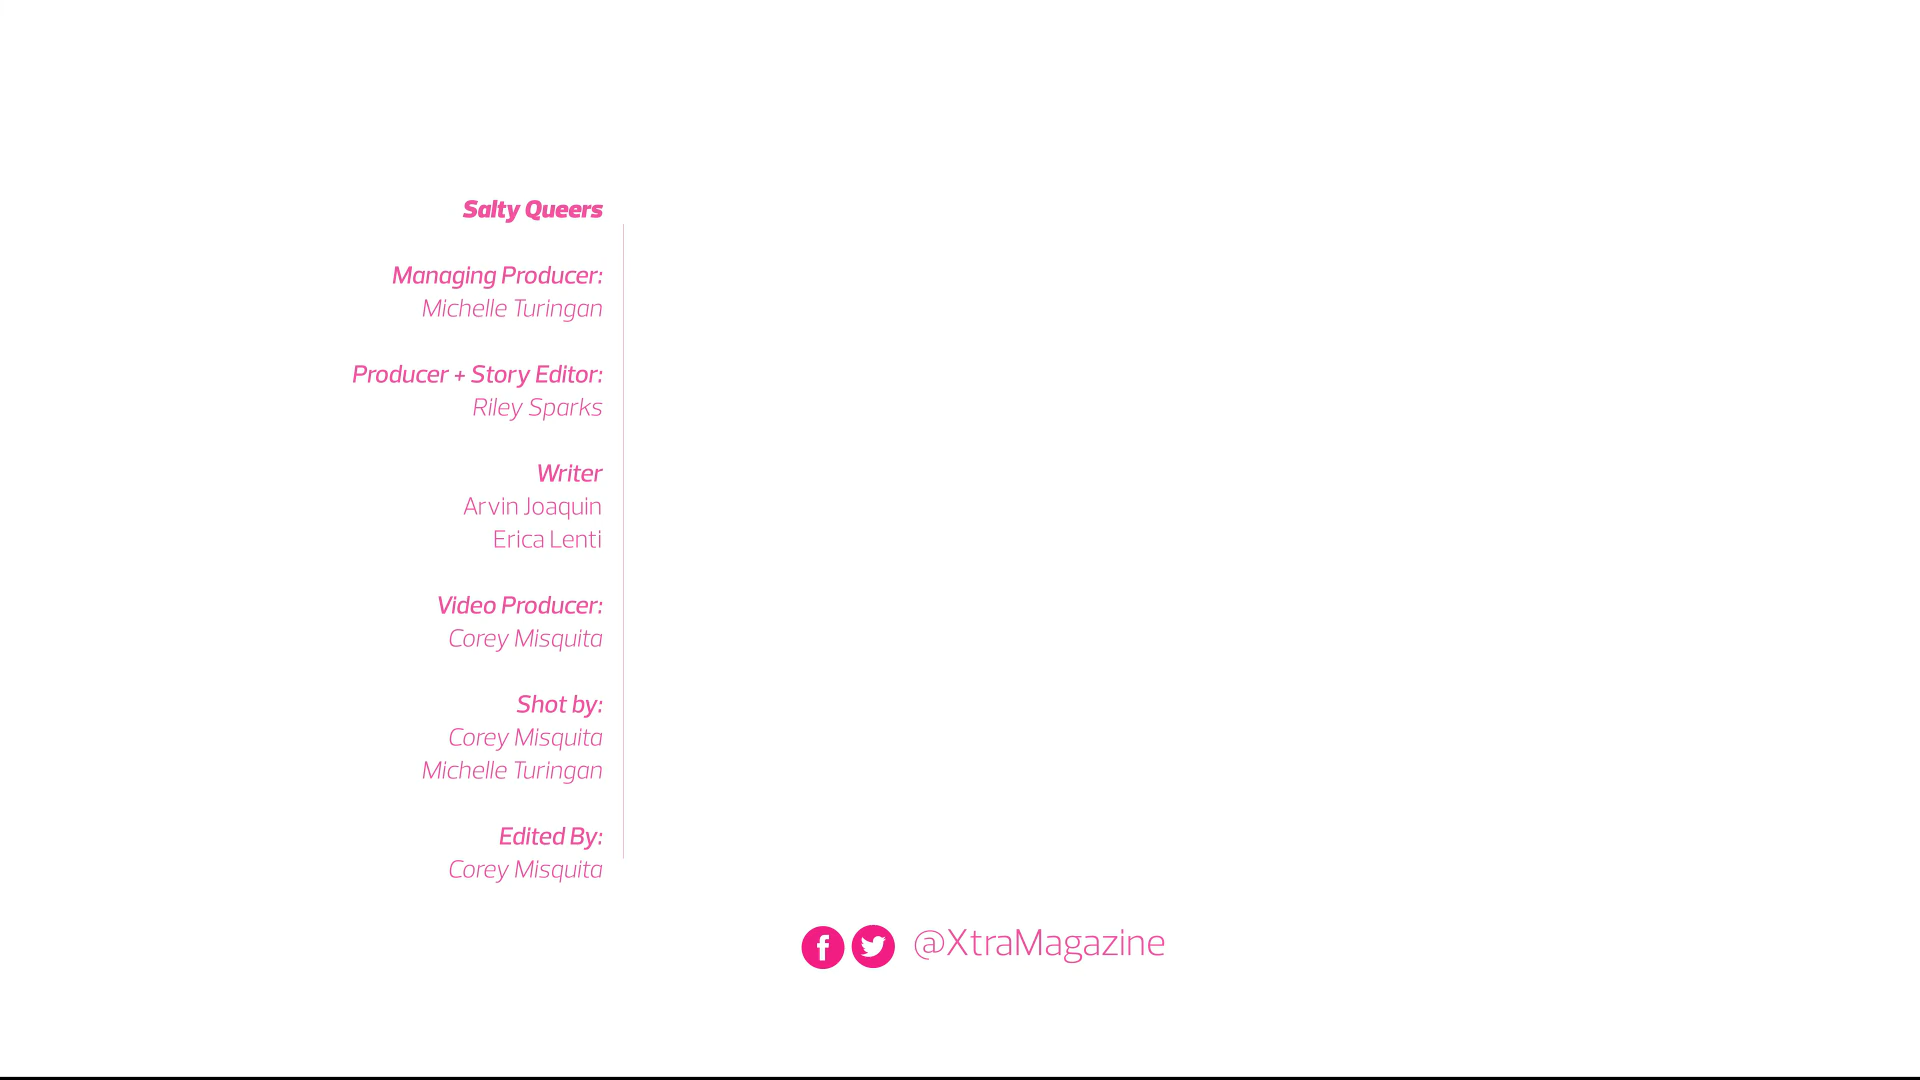 Salty Queers
Managing Producer:
Michelle Turingan
Producer + Story Editor:
Riley Sparks
Writer
Arvin Joaquin
Erica Lenti
Video Producer:
Corey Misquita
Shot by:
Corey Misquita
Michelle Turingan
Edited By:
Corey Misquita
@XtraMagazine